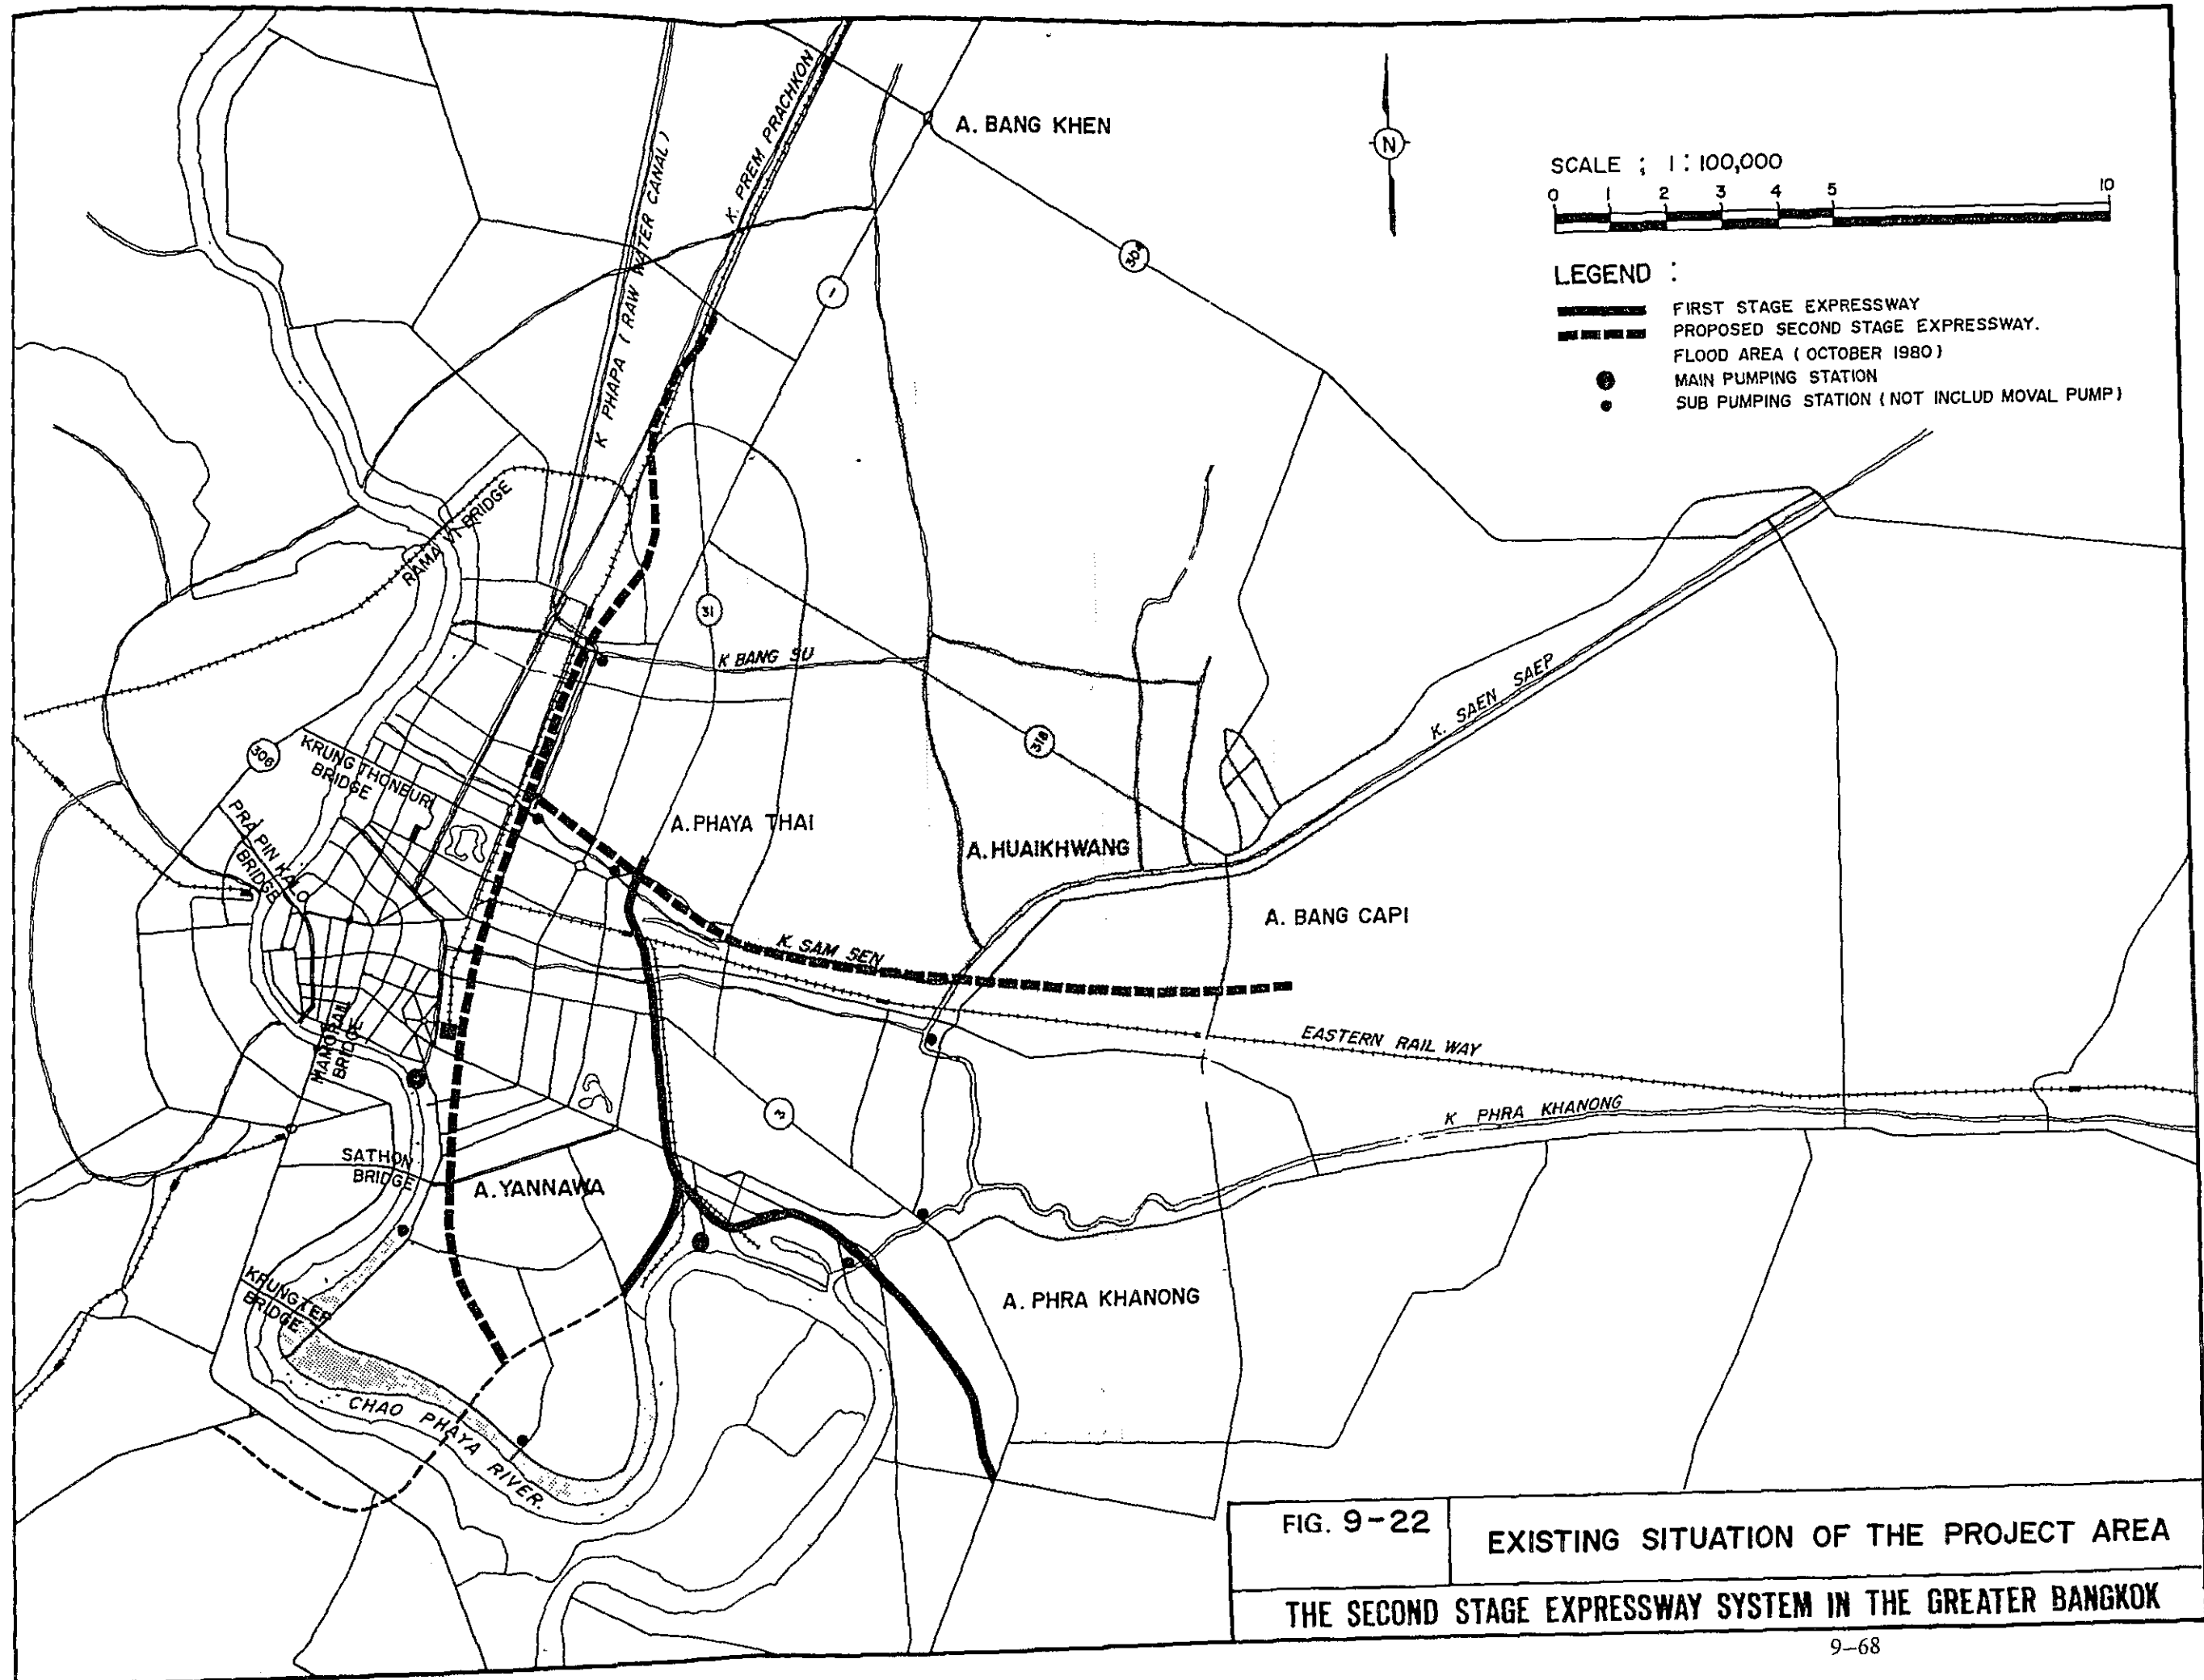 A. BANG KHEN
K. PREM PRACHKON
K PHAPA ( RAW WATER CANAL )
N
SCALE ; 1 : 100,000
0 1 2 3 4 5 10
LEGEND :
FIRST STAGE EXPRESSWAY
PROPOSED SECOND STAGE EXPRESSWAY.
FLOOD AREA ( OCTOBER 1980 )
MAIN PUMPING STATION
SUB PUMPING STATION ( NOT INCLUD MOVAL PUMP )
304
1
RAMA VI BRIDGE
31
K BANG SU
K. SAEN SAEP
318
306
KRUNG THONBURI
BRIDGE
PRA PIN KALO
BRIDGE
A. PHAYA THAI
A. HUAIKHWANG
A. BANG CAPI
K. SAM SEN
EASTERN RAIL WAY
MAMORAIL
BRIDGE
3
K PHRA KHANONG
SATHON
BRIDGE
A. YANNAWA
KRUNGTEP
BRIDGE
A. PHRA KHANONG
CHAO PHAYA RIVER.
FIG. 9-22
EXISTING SITUATION OF THE PROJECT AREA
THE SECOND STAGE EXPRESSWAY SYSTEM IN THE GREATER BANGKOK
9-68